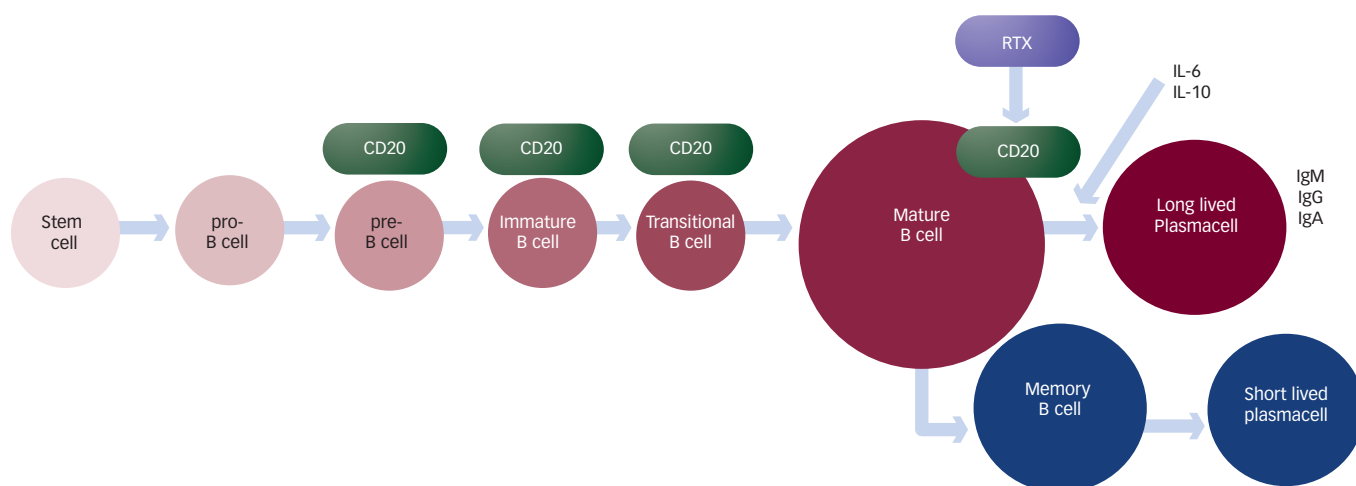 RTX
IL-6
IL-10
CD20
CD20
CD20
CD20
Stem
cell
pro-
B cell
pre-
B cell
Immature
B cell
Transitional
B cell
Mature
B cell
Long lived
Plasmacell
IgM
IgG
IgA
Memory
B cell
Short lived
plasmacell